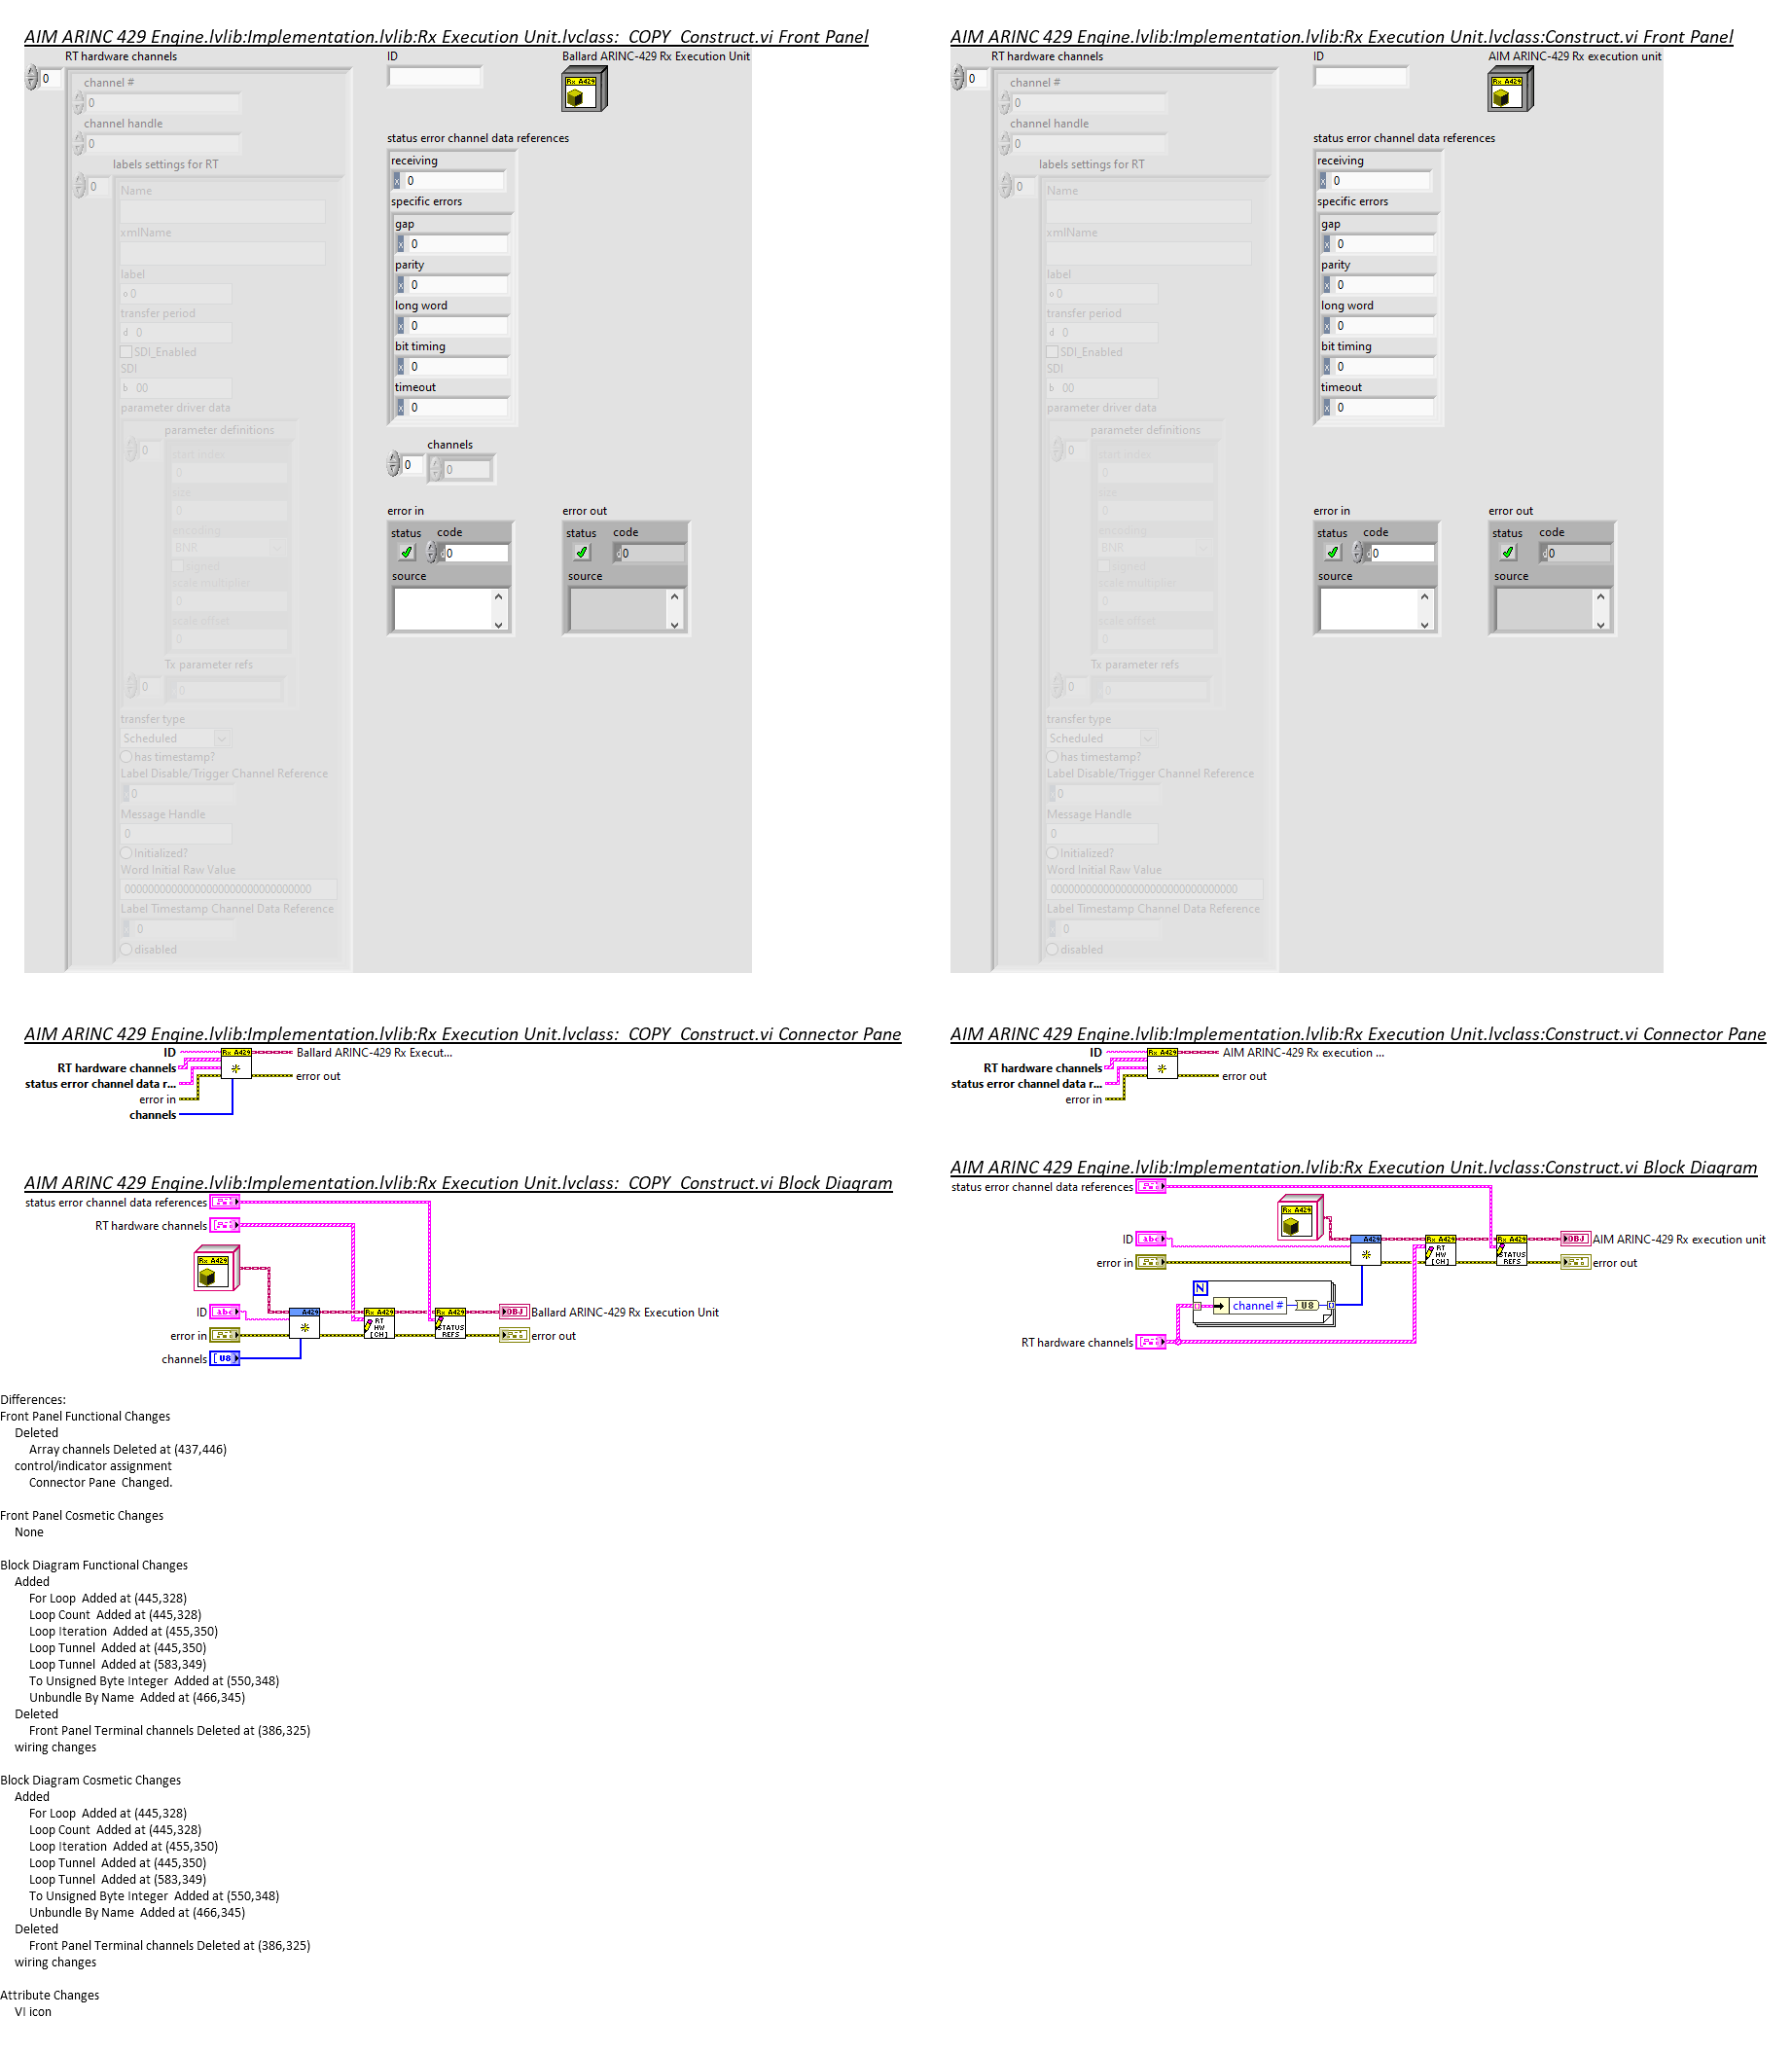 AIM ARINC 429 Engine.lvlib:Implementation.lvlib:Rx Execution Unit.lvclass:_COPY_Construct.vi Front Panel
RT hardware channels
0
channel #
0
channel handle
0
labels settings for RT
0
Name
xmlName
label
o 0
transfer period
d 0
SDI_Enabled
SDI
b 00
parameter driver data
parameter definitions
0
start index
0
size
0
encoding
BNR
signed
scale multiplier
0
scale offset
0
Tx parameter refs
0
0
transfer type
Scheduled
has timestamp?
Label Disable/Trigger Channel Reference
0
Message Handle
0
Initialized?
Word Initial Raw Value
00000000000000000000000000000000
Label Timestamp Channel Data Reference
x 0
disabled
ID
Ballard ARINC-429 Rx Execution Unit
Rx A429
status error channel data references
receiving
x 0
specific errors
gap
x 0
parity
x 0
long word
x 0
bit timing
x 0
timeout
x 0
channels
0
0
error in
status code
d0
source
error out
status code
d0
source
AIM ARINC 429 Engine.lvlib:Implementation.lvlib:Rx Execution Unit.lvclass:Construct.vi Front Panel
RT hardware channels
0
channel #
0
channel handle
0
labels settings for RT
0
Name
xmlName
label
o 0
transfer period
d 0
SDI_Enabled
SDI
b 00
parameter driver data
parameter definitions
0
start index
0
size
0
encoding
BNR
signed
scale multiplier
0
scale offset
0
Tx parameter refs
0
0
transfer type
Scheduled
has timestamp?
Label Disable/Trigger Channel Reference
0
Message Handle
0
Initialized?
Word Initial Raw Value
00000000000000000000000000000000
Label Timestamp Channel Data Reference
x 0
disabled
ID
AIM ARINC-429 Rx execution unit
Rx A429
status error channel data references
receiving
x 0
specific errors
gap
x 0
parity
x 0
long word
x 0
bit timing
x 0
timeout
x 0
error in
status code
d0
source
error out
status code
d0
source
AIM ARINC 429 Engine.lvlib:Implementation.lvlib:Rx Execution Unit.lvclass:_COPY_Construct.vi Connector Pane
ID
RT hardware channels
status error channel data r...
error in
channels
Rx A429
Ballard ARINC-429 Rx Execut...
error out
AIM ARINC 429 Engine.lvlib:Implementation.lvlib:Rx Execution Unit.lvclass:Construct.vi Connector Pane
ID
RT hardware channels
status error channel data r...
error in
Rx A429
AIM ARINC-429 Rx execution ...
error out
AIM ARINC 429 Engine.lvlib:Implementation.lvlib:Rx Execution Unit.lvclass:_COPY_Construct.vi Block Diagram
status error channel data references
RT hardware channels
Rx A429
ID abc
error in
channels [U8]
A429
Rx A429 RT HW [CH]
Rx A429 STATUS REFS
OBJ Ballard ARINC-429 Rx Execution Unit
error out
AIM ARINC 429 Engine.lvlib:Implementation.lvlib:Rx Execution Unit.lvclass:Construct.vi Block Diagram
status error channel data references
Rx A429
ID abc
error in
N
channel # U8
RT hardware channels
A429
Rx A429 RT HW [CH]
Rx A429 STATUS REFS
OBJ AIM ARINC-429 Rx execution unit
error out
Differences:
Front Panel Functional Changes
Deleted
Array channels Deleted at (437,446)
control/indicator assignment
Connector Pane Changed.
Front Panel Cosmetic Changes
None
Block Diagram Functional Changes
Added
For Loop Added at (445,328)
Loop Count Added at (445,328)
Loop Iteration Added at (455,350)
Loop Tunnel Added at (445,350)
Loop Tunnel Added at (583,349)
To Unsigned Byte Integer Added at (550,348)
Unbundle By Name Added at (466,345)
Deleted
Front Panel Terminal channels Deleted at (386,325)
wiring changes
Block Diagram Cosmetic Changes
Added
For Loop Added at (445,328)
Loop Count Added at (445,328)
Loop Iteration Added at (455,350)
Loop Tunnel Added at (445,350)
Loop Tunnel Added at (583,349)
To Unsigned Byte Integer Added at (550,348)
Unbundle By Name Added at (466,345)
Deleted
Front Panel Terminal channels Deleted at (386,325)
wiring changes
Attribute Changes
VI icon